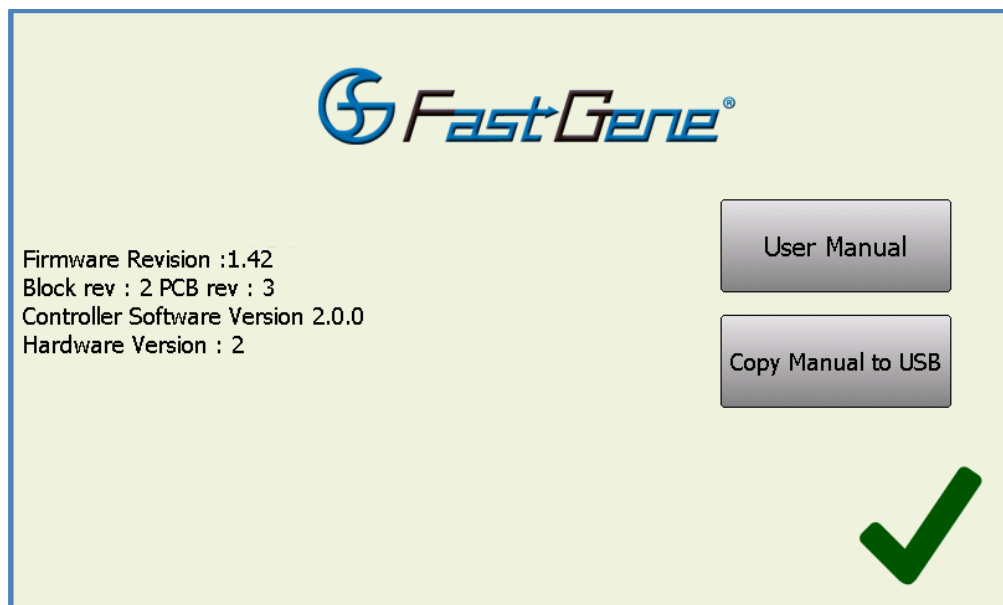 FastGene®
Firmware Revision :1.42
Block rev : 2 PCB rev : 3
Controller Software Version 2.0.0
Hardware Version : 2
User Manual
Copy Manual to USB